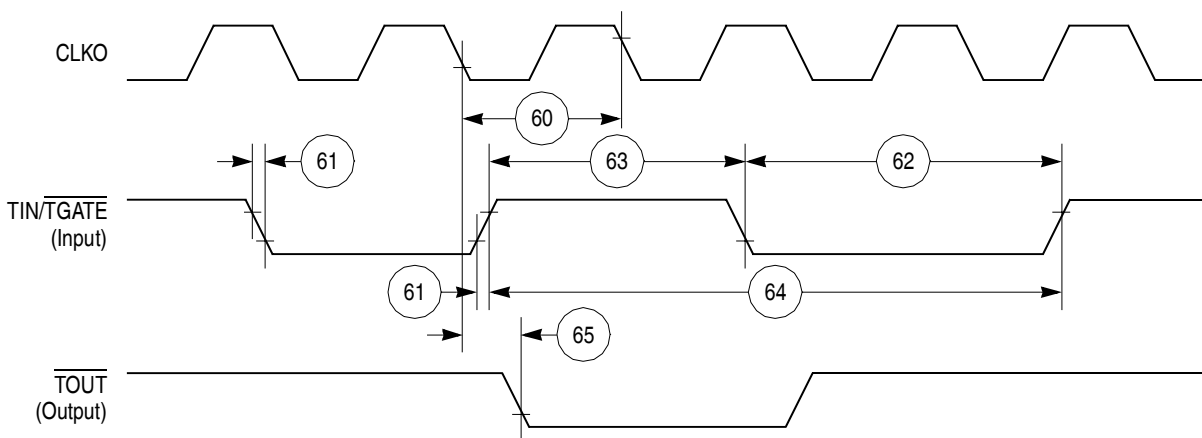 CLKO
60
61
63
62
TIN/TGATE
(Input)
61
64
65
TOUT
(Output)